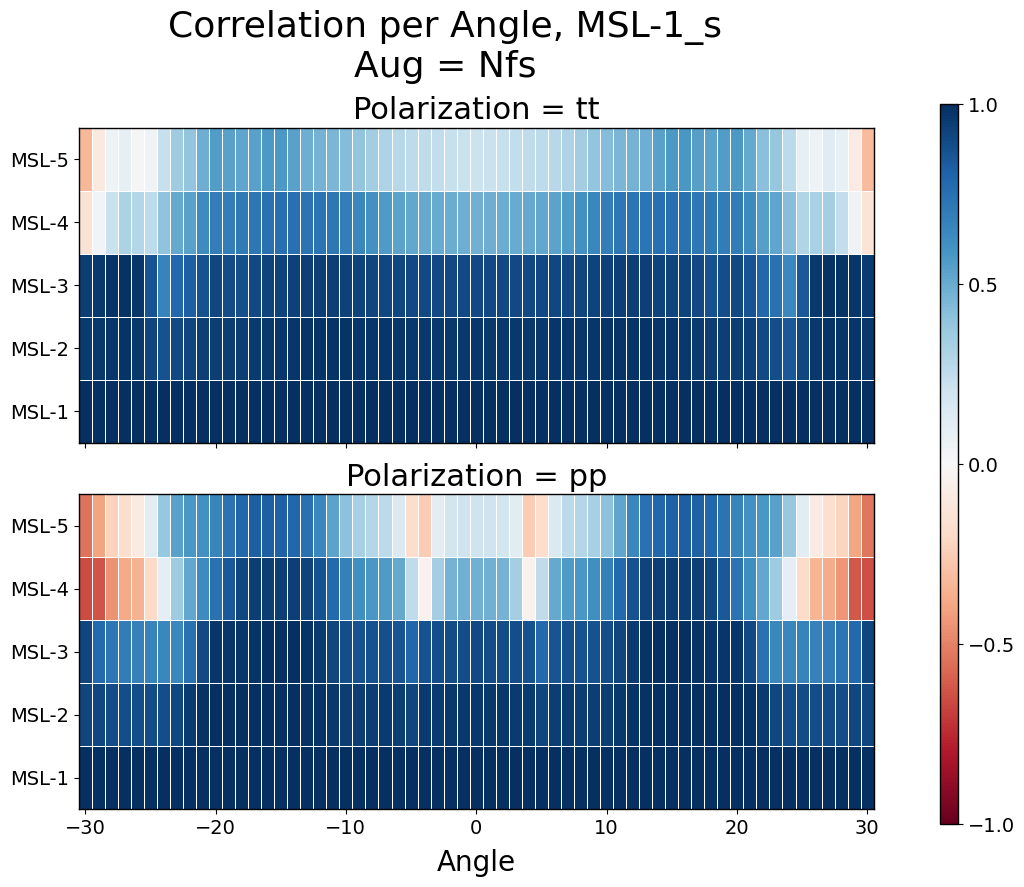 Correlation per Angle, MSL-1_s
Aug = Nfs
Polarization = tt
MSL-5
MSL-4
MSL-3
MSL-2
MSL-1
Polarization = pp
MSL-5
MSL-4
MSL-3
MSL-2
MSL-1
−30 −20 −10 0 10 20 30
Angle
1.0
0.5
0.0
−0.5
−1.0